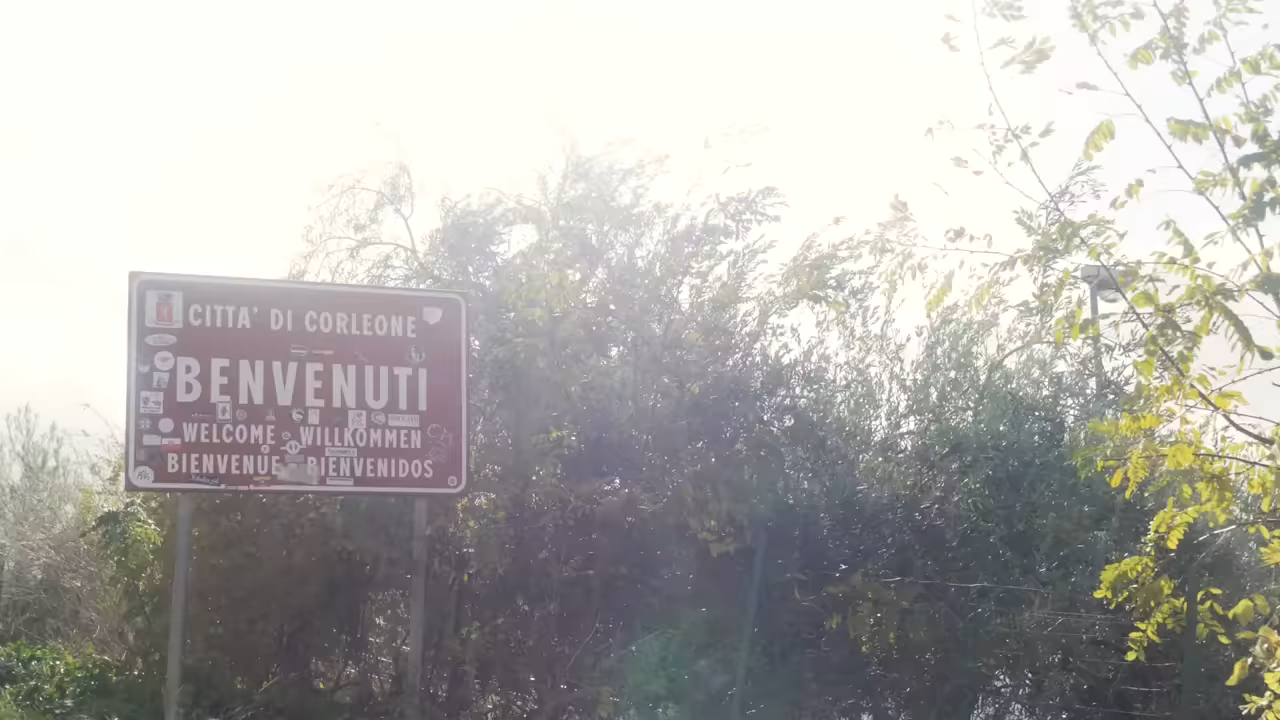 CITTA' DI CORLEONE
BENVENUTI
WELCOME WILLKOMMEN
BIENVENUE BIENVENIDOS